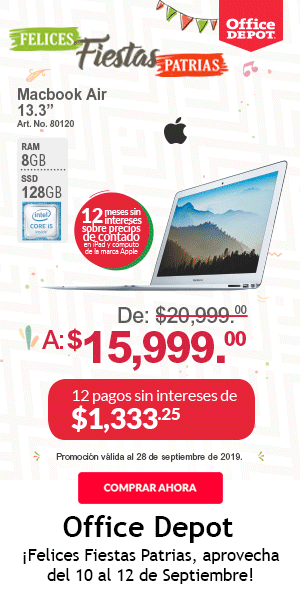 Office
DEPOT.
FELICES
Fiestas
PATRIAS
Macbook Air
13.3”
Art. No. 80120
RAM
8GB
SSD
128GB
intel
CORE i5
inside
12 meses sin
intereses
sobre precios
de contado
en iPad y computo
de la marca Apple
De: $20,999.00
A: $15,999.00
12 pagos sin intereses de
$1,333.25
Promoción válida al 28 de septiembre de 2019.
COMPRAR AHORA
Office Depot
¡Felices Fiestas Patrias, aprovecha
del 10 al 12 de Septiembre!